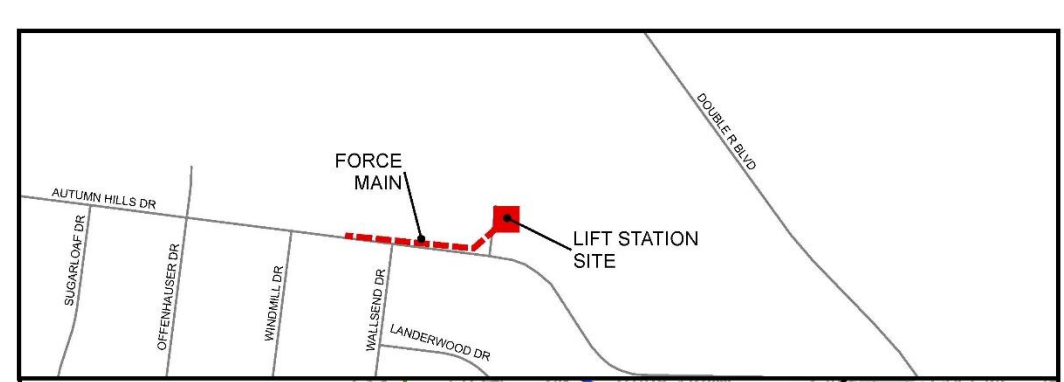 DOUBLE R BLVD
FORCE
MAIN
AUTUMN HILLS DR
LIFT STATION
SITE
SUGARLOAF DR
OFFENHAUSER DR
WINDMILL DR
WALLSEND DR
LANDERWOOD DR